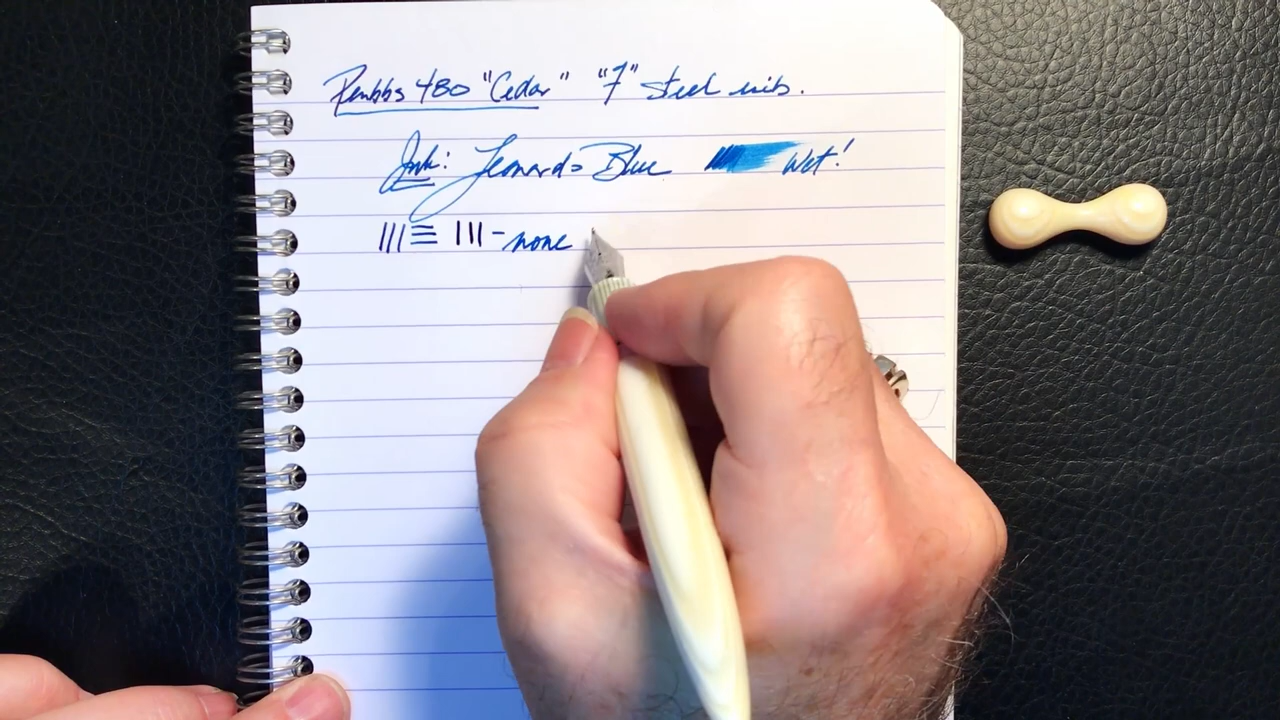 Penbbs 480 "Cedar" "F" steel nib.
Ink: Leonardo Blue Wet!
||| ≡ ||| - none